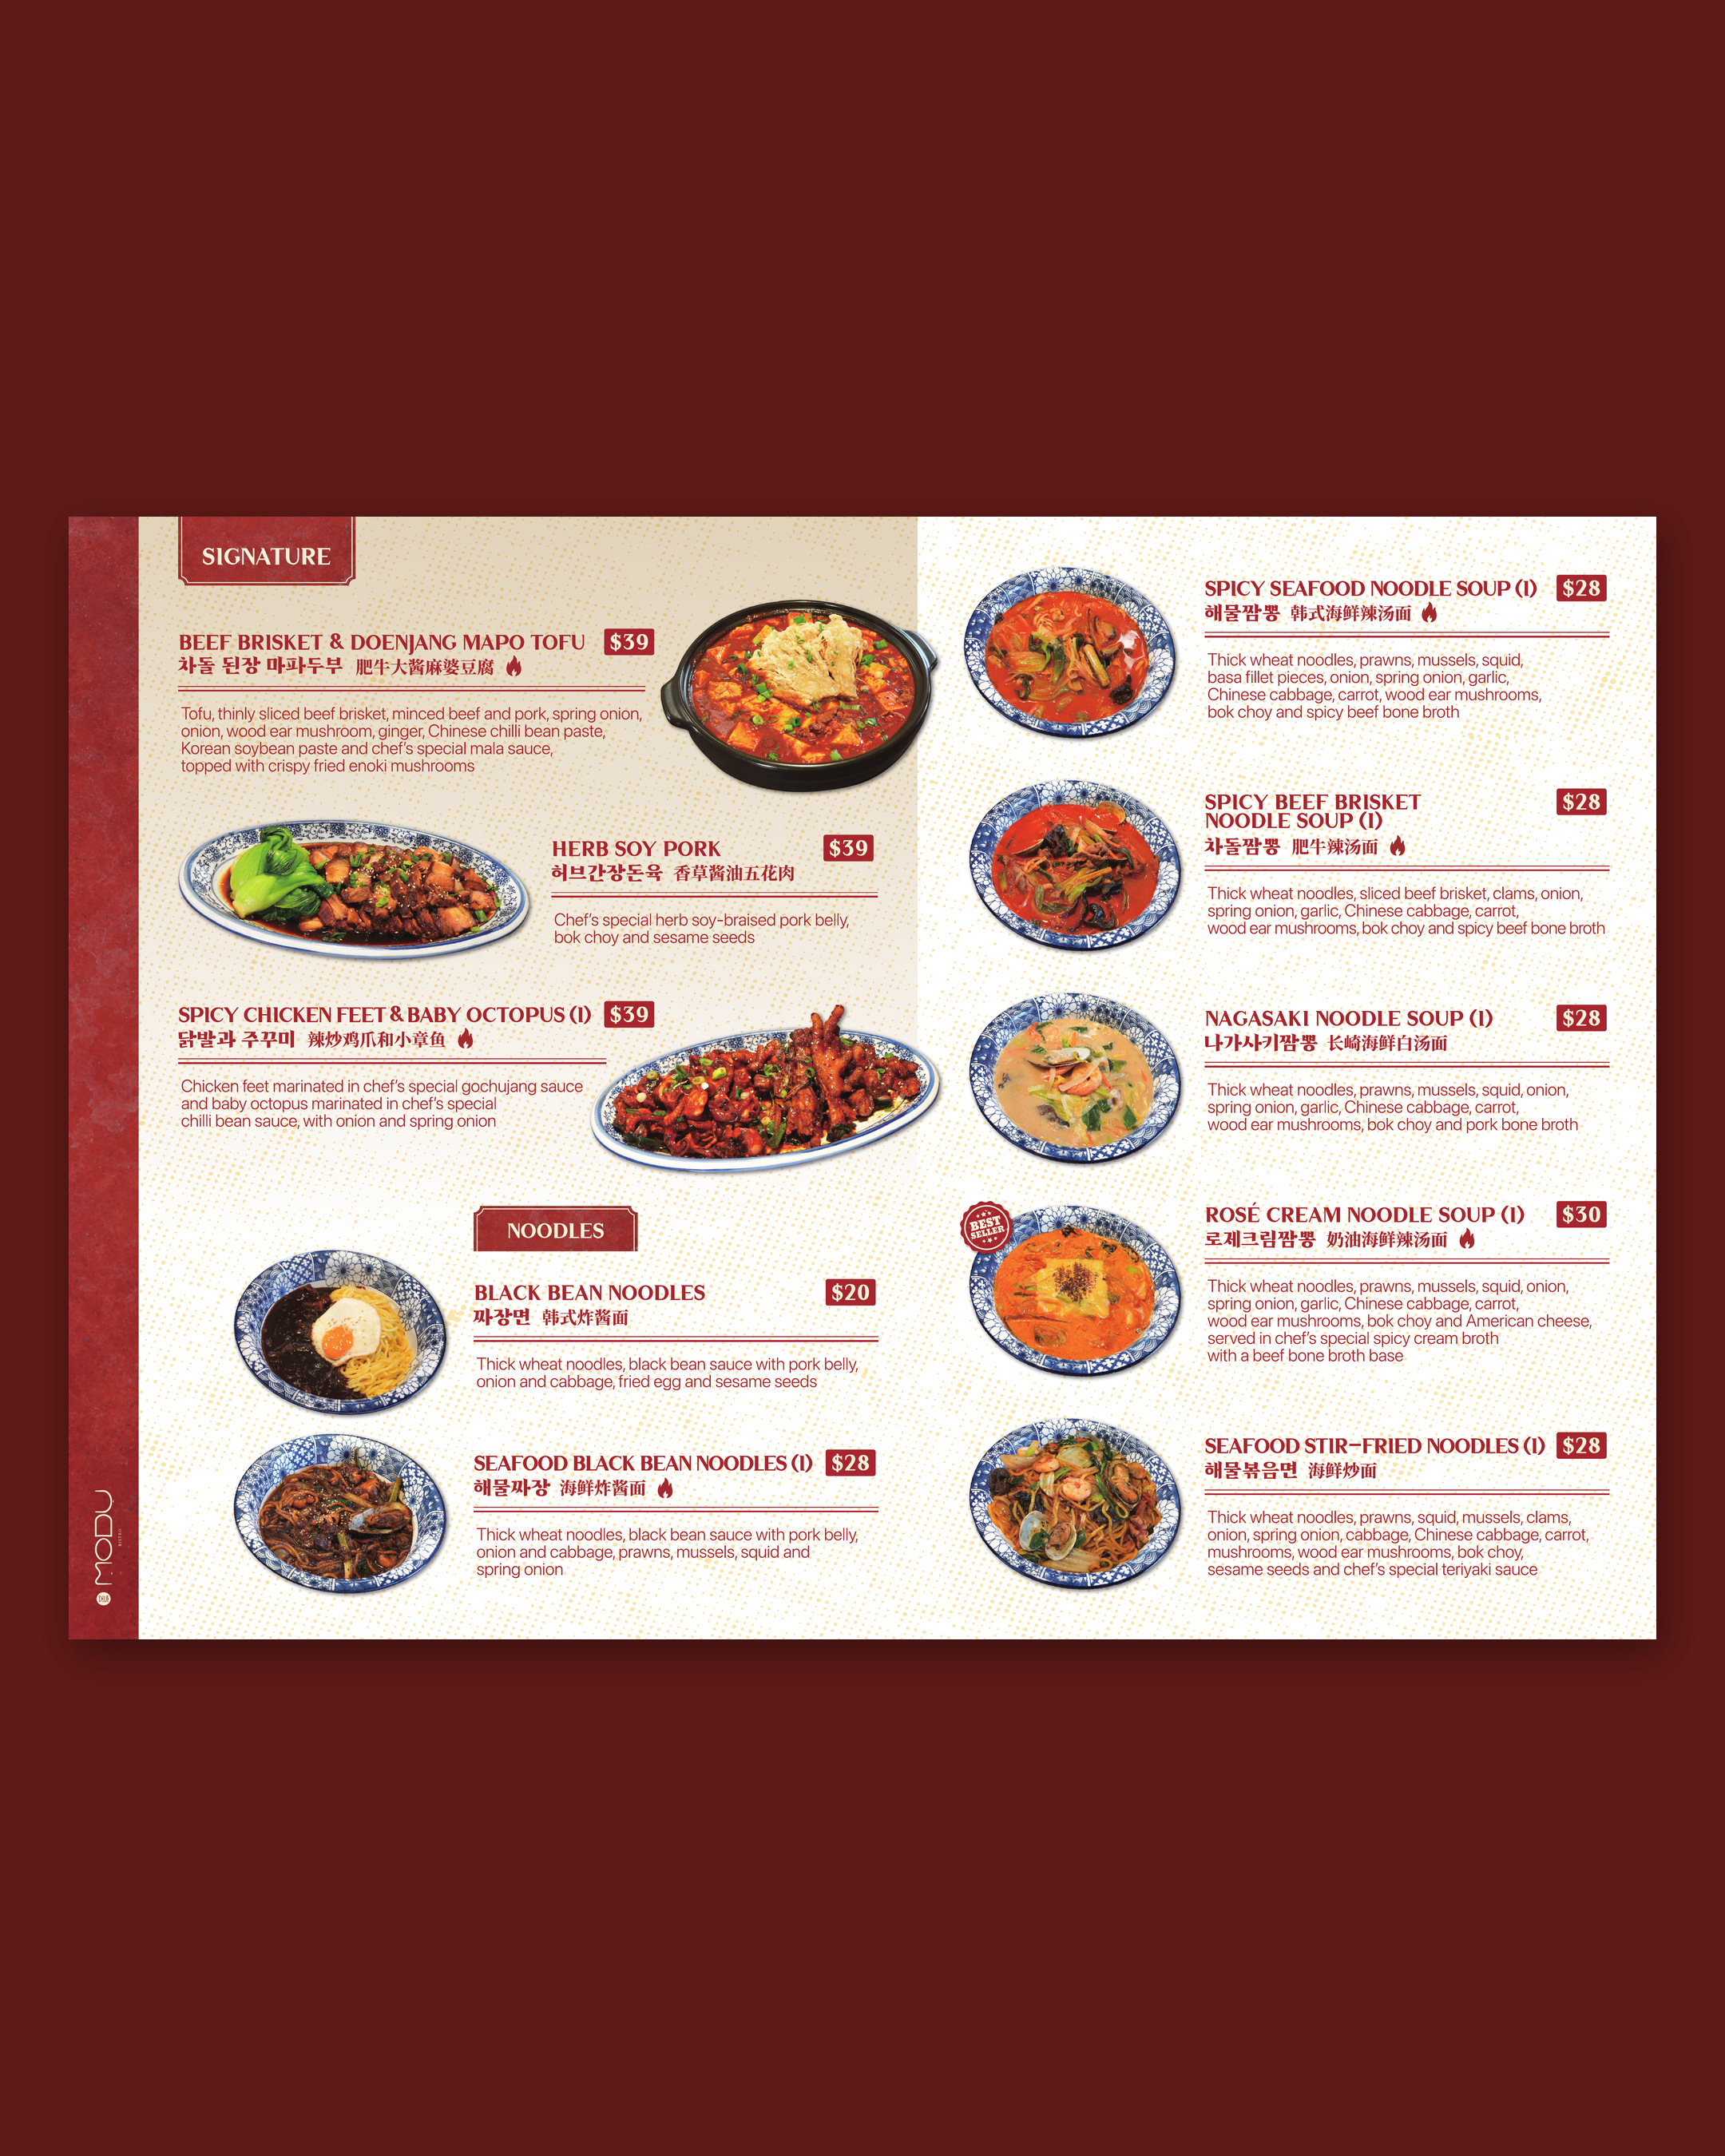 SIGNATURE
BEEF BRISKET & DOENJANG MAPO TOFU $39
차돌 된장 마파두부 肥牛大酱麻婆豆腐
Tofu, thinly sliced beef brisket, minced beef and pork, spring onion,
onion, wood ear mushroom, ginger, Chinese chilli bean paste,
Korean soybean paste and chef's special mala sauce,
topped with crispy fried enoki mushrooms
HERB SOY PORK $39
허브간장돈육 香草酱油五花肉
Chef's special herb soy-braised pork belly,
bok choy and sesame seeds
SPICY CHICKEN FEET & BABY OCTOPUS (I) $39
닭발과 주꾸미 辣炒鸡爪和小章鱼
Chicken feet marinated in chef's special gochujang sauce
and baby octopus marinated in chef's special
chilli bean sauce, with onion and spring onion
NOODLES
BLACK BEAN NOODLES $20
짜장면 韩式炸酱面
Thick wheat noodles, black bean sauce with pork belly,
onion and cabbage, fried egg and sesame seeds
SEAFOOD BLACK BEAN NOODLES (I) $28
해물짜장 海鲜炸酱面
Thick wheat noodles, black bean sauce with pork belly,
onion and cabbage, prawns, mussels, squid and
spring onion
MODU
SPICY SEAFOOD NOODLE SOUP (I) $28
해물짬뽕 韩式海鲜辣汤面
Thick wheat noodles, prawns, mussels, squid,
basa fillet pieces, onion, spring onion, garlic,
Chinese cabbage, carrot, wood ear mushrooms,
bok choy and spicy beef bone broth
SPICY BEEF BRISKET $28
NOODLE SOUP (I)
차돌짬뽕 肥牛辣汤面
Thick wheat noodles, sliced beef brisket, clams, onion,
spring onion, garlic, Chinese cabbage, carrot,
wood ear mushrooms, bok choy and spicy beef bone broth
NAGASAKI NOODLE SOUP (I) $28
나가사키짬뽕 长崎海鲜白汤面
Thick wheat noodles, prawns, mussels, squid, onion,
spring onion, garlic, Chinese cabbage, carrot,
wood ear mushrooms, bok choy and pork bone broth
BEST
SELLER
ROSÉ CREAM NOODLE SOUP (I) $30
로제크림짬뽕 奶油海鲜辣汤面
Thick wheat noodles, prawns, mussels, squid, onion,
spring onion, garlic, Chinese cabbage, carrot,
wood ear mushrooms, bok choy and American cheese,
served in chef's special spicy cream broth
with a beef bone broth base
SEAFOOD STIR-FRIED NOODLES (I) $28
해물볶음면 海鲜炒面
Thick wheat noodles, prawns, squid, mussels, clams,
onion, spring onion, cabbage, Chinese cabbage, carrot,
mushrooms, wood ear mushrooms, bok choy,
sesame seeds and chef's special teriyaki sauce